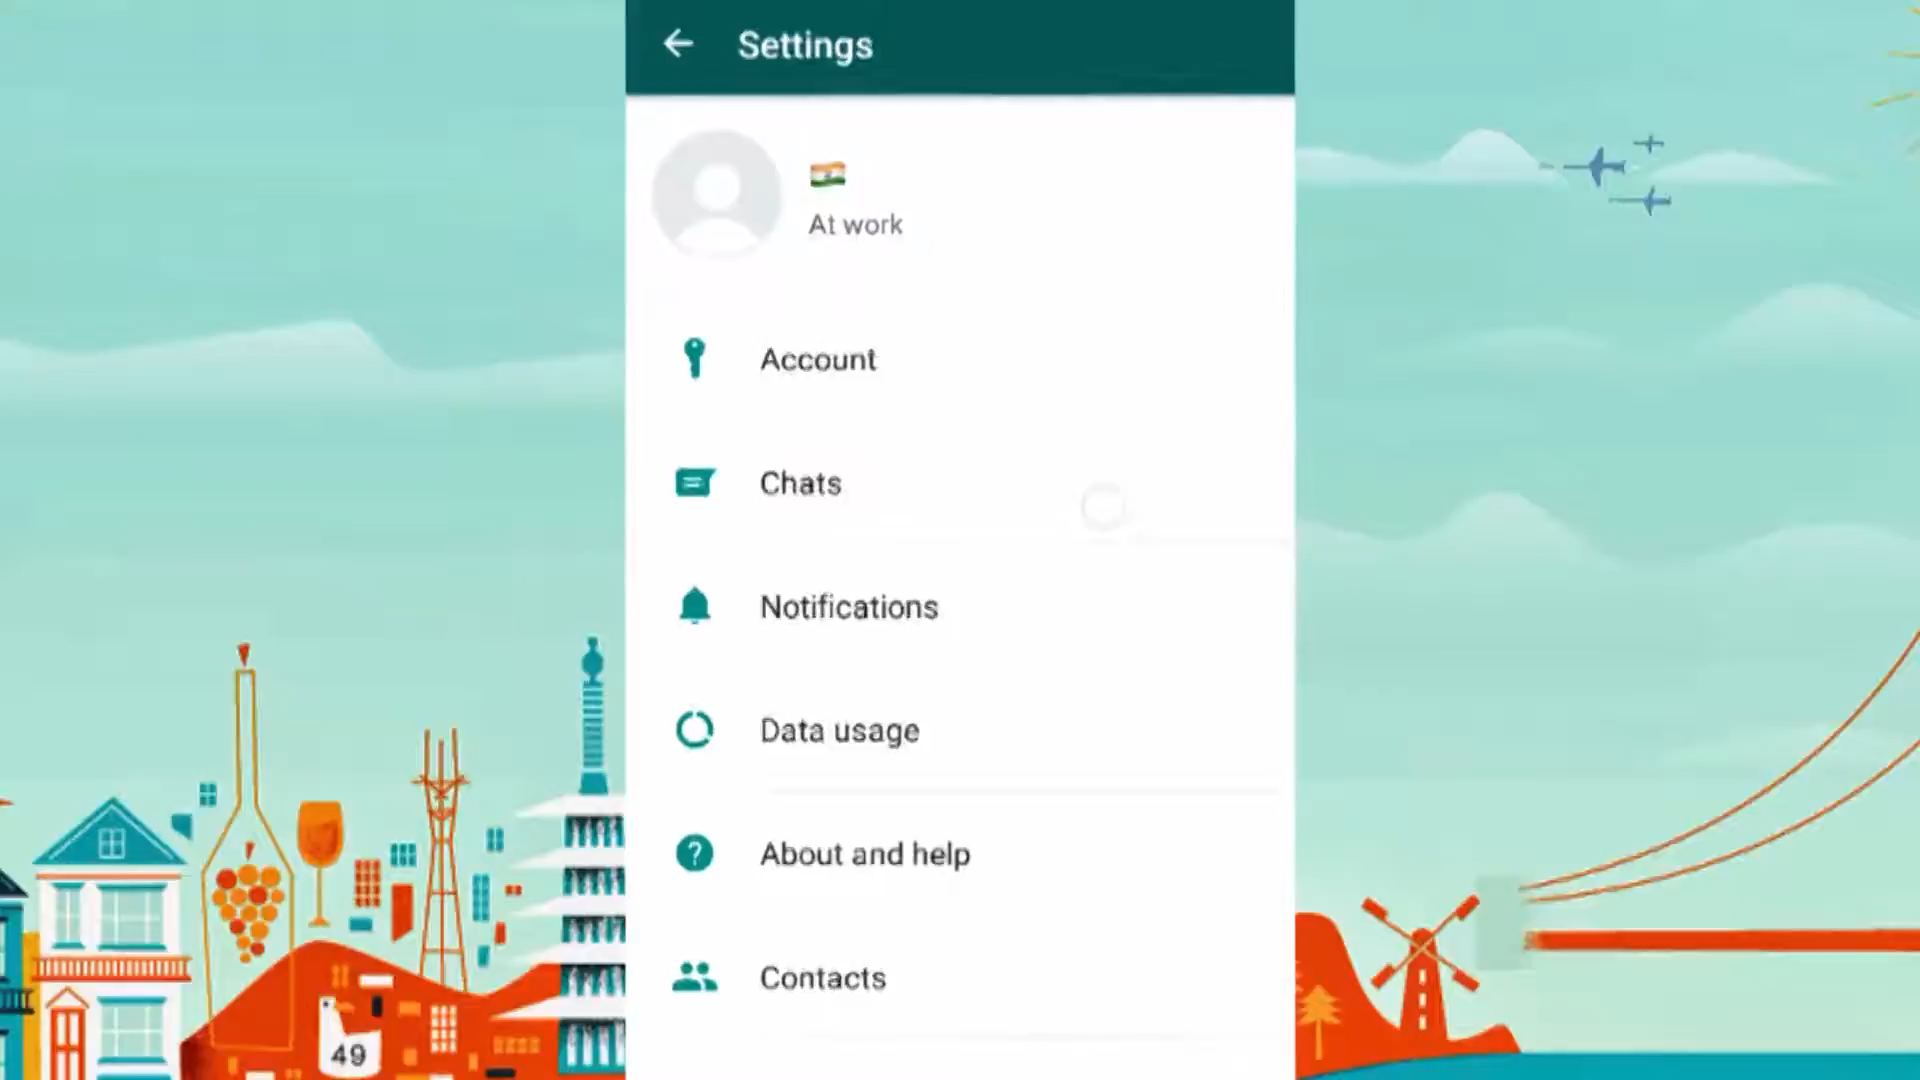 Settings
At work
Account
Chats
Notifications
Data usage
About and help
Contacts
49